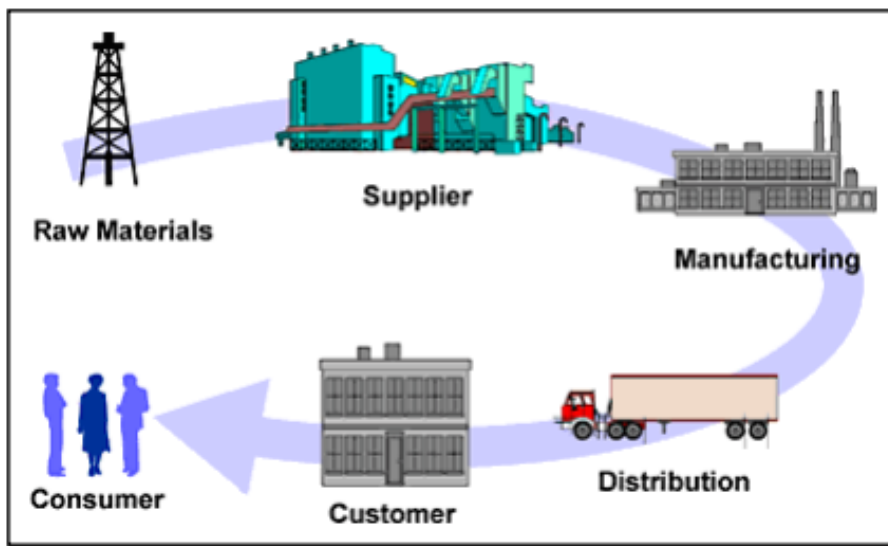 Raw Materials
Supplier
Manufacturing
Distribution
Customer
Consumer